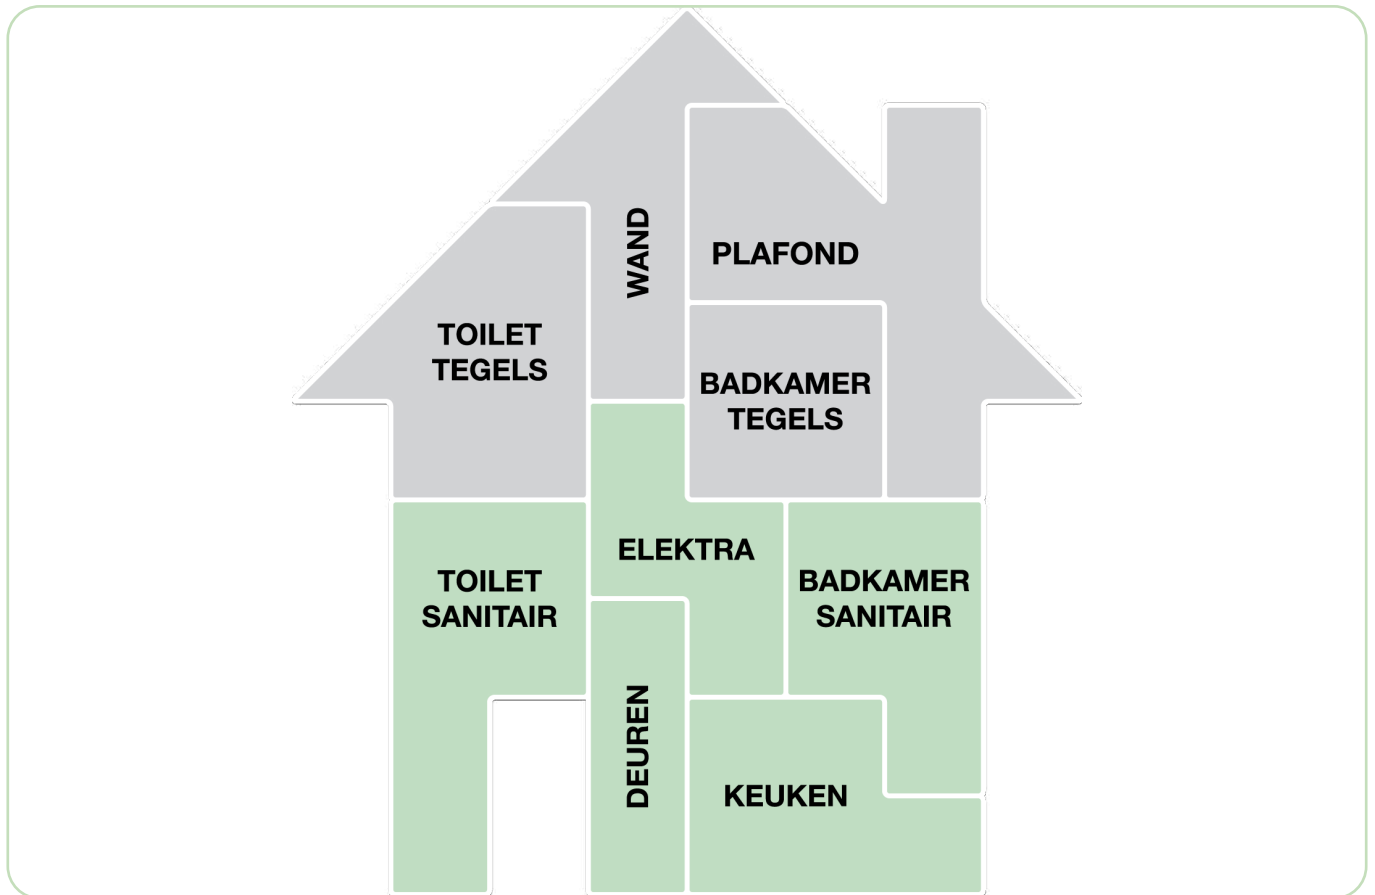 WAND
PLAFOND
TOILET
TEGELS
BADKAMER
TEGELS
ELEKTRA
TOILET
SANITAIR
BADKAMER
SANITAIR
DEUREN
KEUKEN